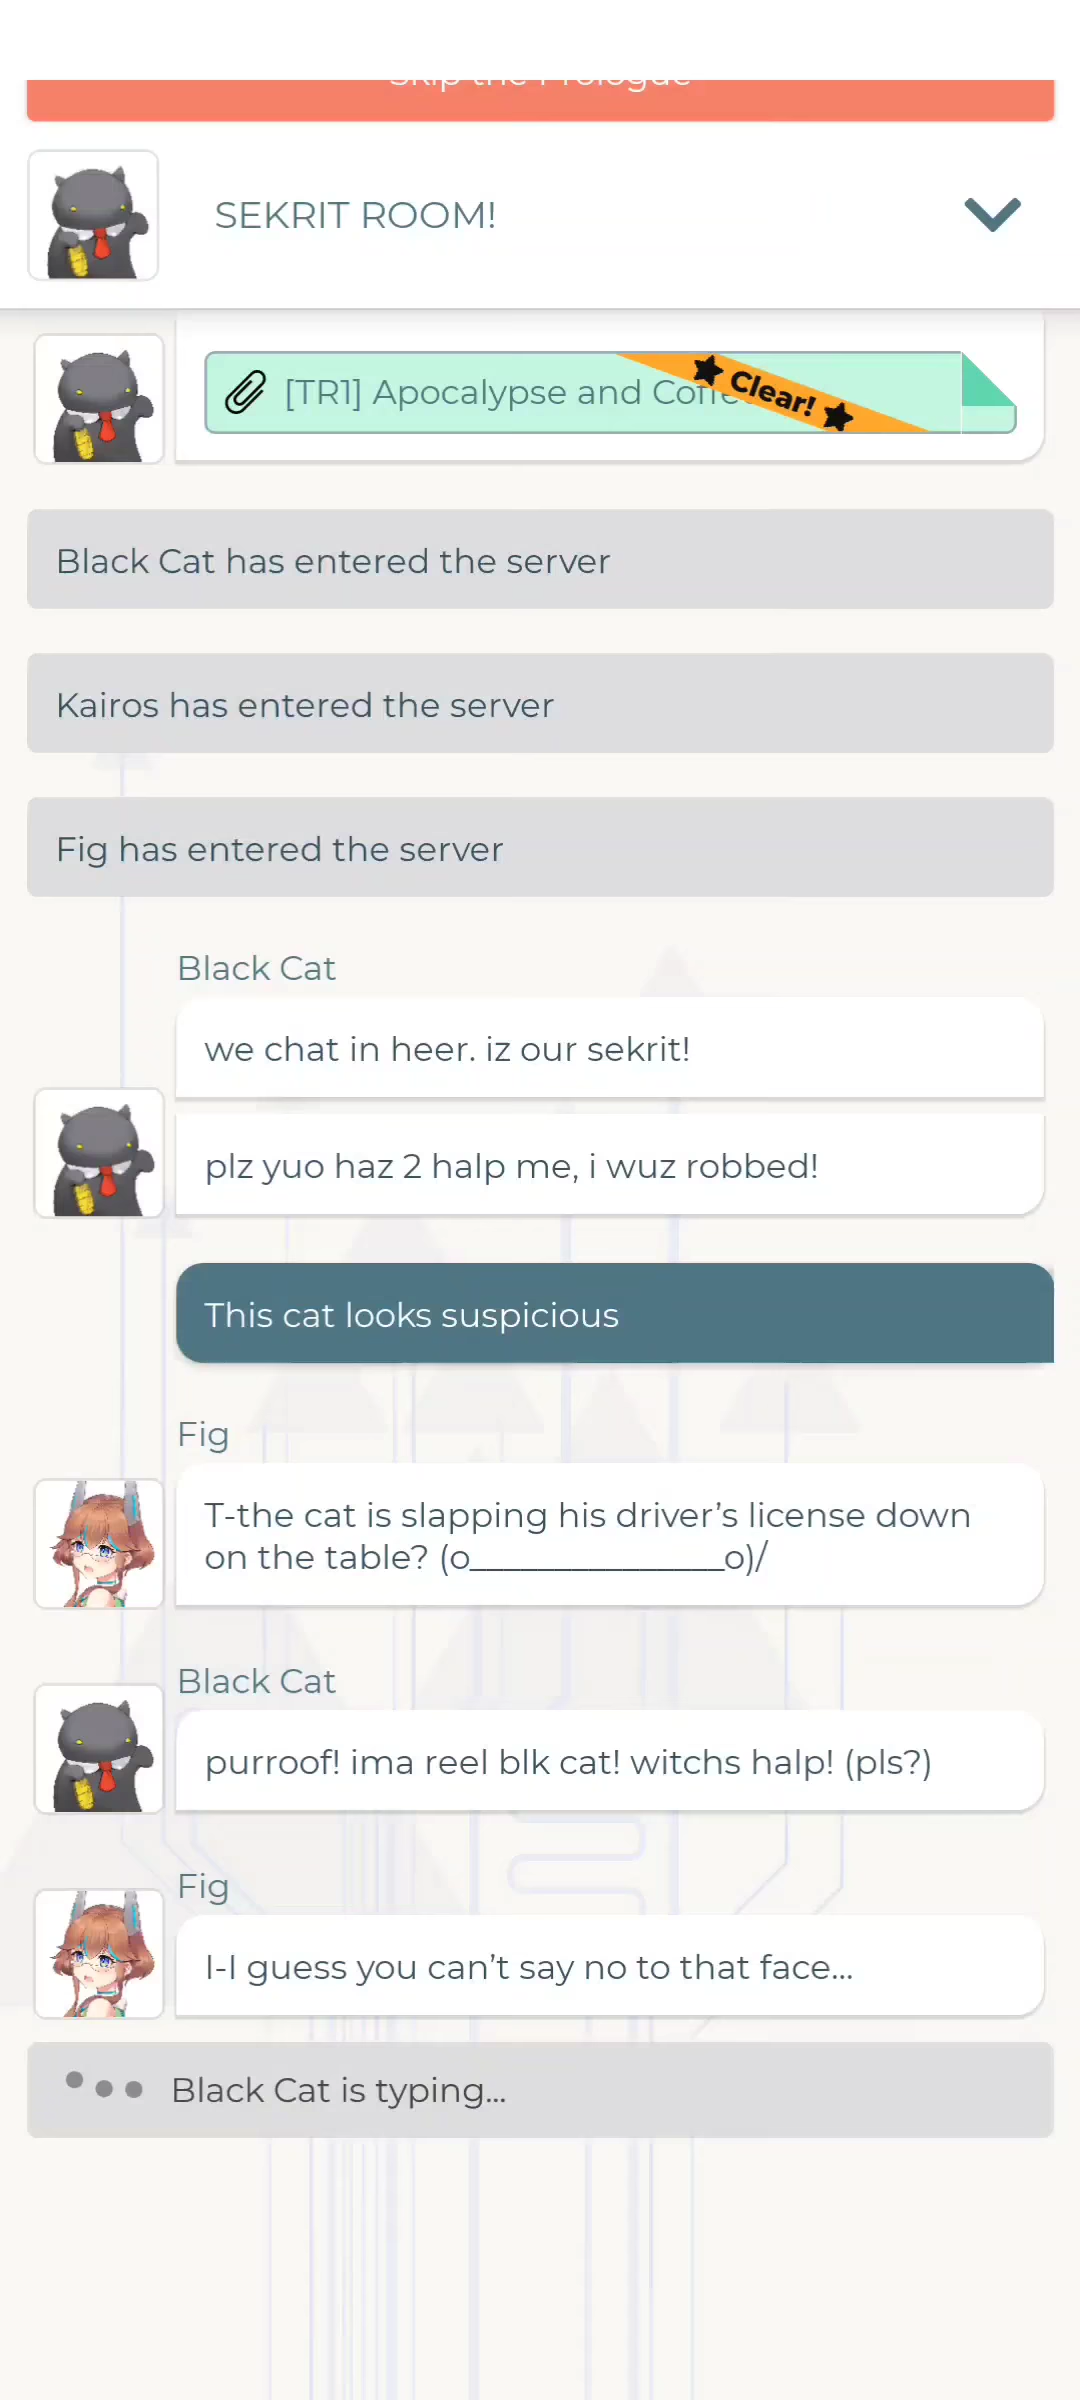 Skip the Prologue
SEKRIT ROOM!
[TR1] Apocalypse and
Clear!
Black Cat has entered the server
Kairos has entered the server
Fig has entered the server
Black Cat
we chat in heer. iz our sekrit!
plz yuo haz 2 halp me, i wuz robbed!
This cat looks suspicious
Fig
T-the cat is slapping his driver’s license down
on the table? (o_______________o)/
Black Cat
purroof! ima reel blk cat! witchs halp! (pls?)
Fig
I-I guess you can’t say no to that face...
Black Cat is typing...